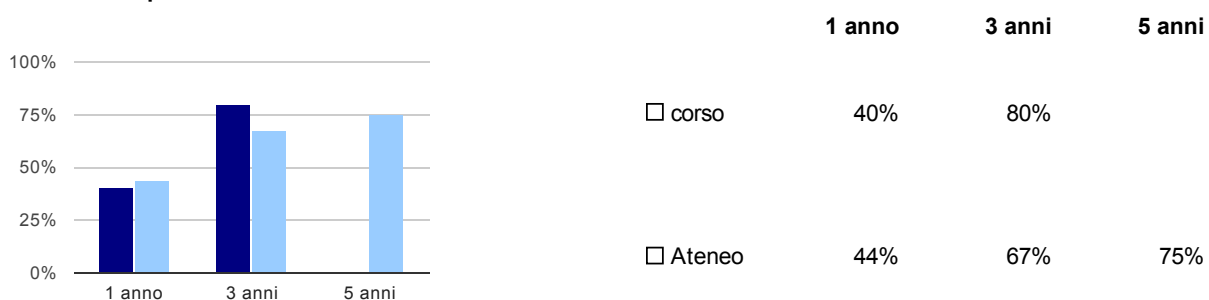 100%
75%
50%
25%
0%
1 anno 3 anni 5 anni
1 anno 3 anni 5 anni
corso 40% 80%
Ateneo 44% 67% 75%